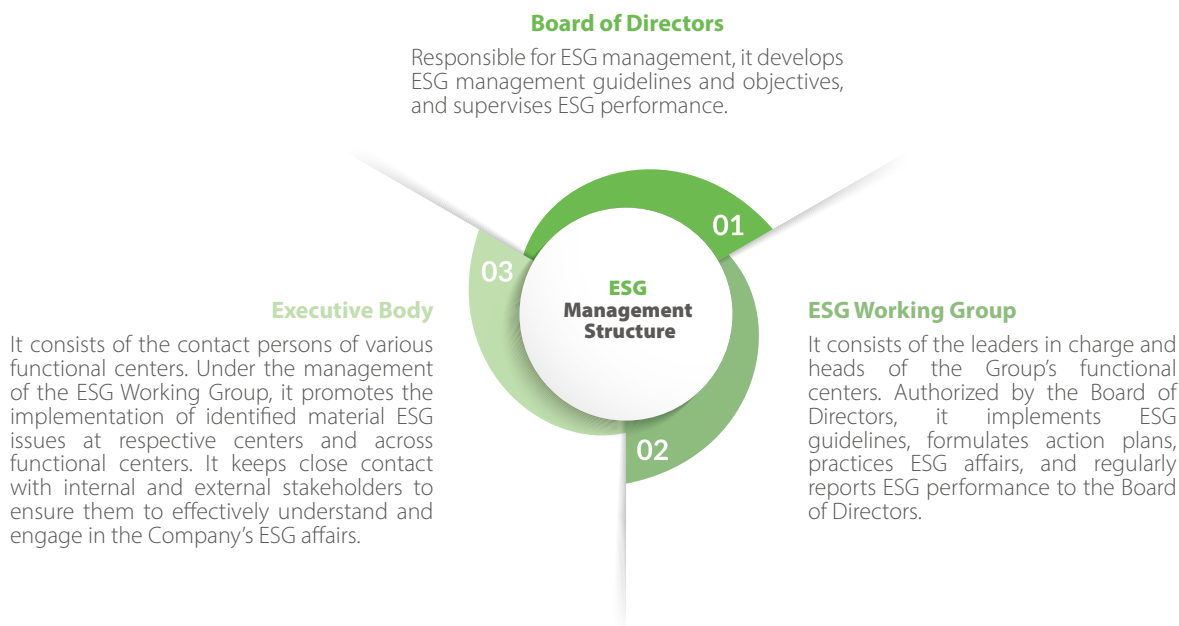 Board of Directors
Responsible for ESG management, it develops
ESG management guidelines and objectives,
and supervises ESG performance.
01
03
02
ESG
Management
Structure
Executive Body
It consists of the contact persons of various
functional centers. Under the management
of the ESG Working Group, it promotes the
implementation of identified material ESG
issues at respective centers and across
functional centers. It keeps close contact
with internal and external stakeholders to
ensure them to effectively understand and
engage in the Company’s ESG affairs.
ESG Working Group
It consists of the leaders in charge and
heads of the Group’s functional
centers. Authorized by the Board of
Directors, it implements ESG
guidelines, formulates action plans,
practices ESG affairs, and regularly
reports ESG performance to the Board
of Directors.